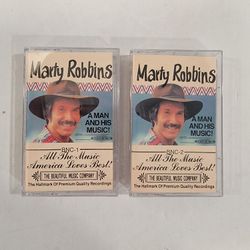 Marty Robbins
A MAN
AND HIS
MUSIC!
BNC-1
All The Music
America Loves Best!
THE BEAUTIFUL MUSIC COMPANY
The Hallmark Of Premium Quality Recordings
Marty Robbins
A MAN
AND HIS
MUSIC!
BNC-2
All The Music
America Loves Best!
THE BEAUTIFUL MUSIC COMPANY
The Hallmark Of Premium Quality Recordings